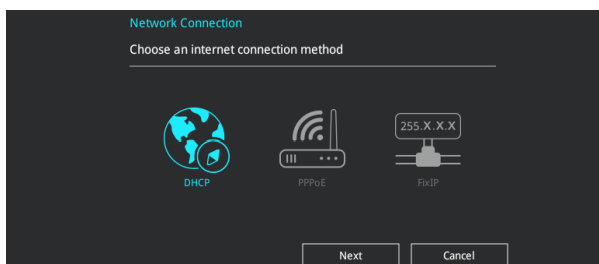 Network Connection
Choose an internet connection method
255.X.X.X
DHCP PPPoE FixIP
Next Cancel